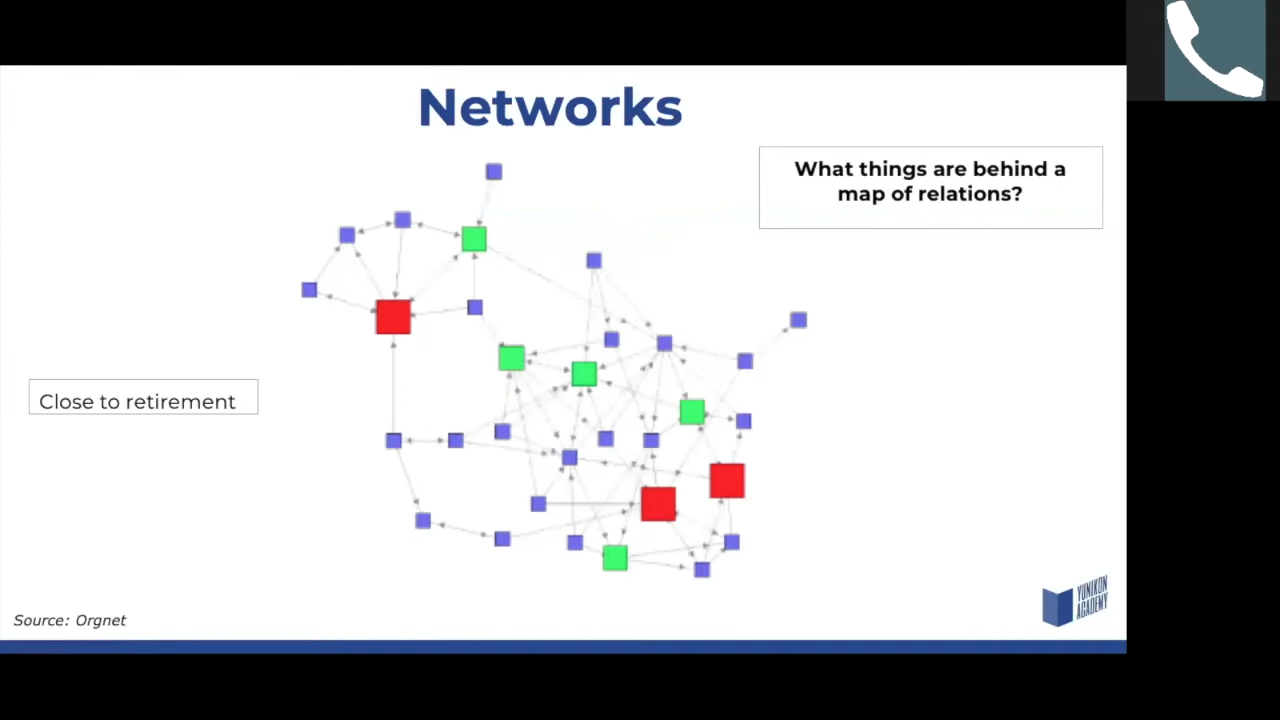 Networks
What things are behind a
map of relations?
Close to retirement
Source: Orgnet
YUNIKON
ACADEMY